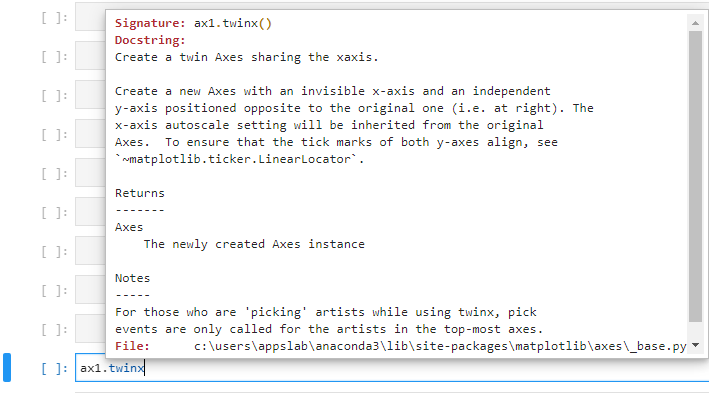 [ ]:
Signature: ax1.twinx()
Docstring:
[ ]:
Create a twin Axes sharing the xaxis.
[ ]:
Create a new Axes with an invisible x-axis and an independent
y-axis positioned opposite to the original one (i.e. at right). The
x-axis autoscale setting will be inherited from the original
[ ]:
Axes.  To ensure that the tick marks of both y-axes align, see
`~matplotlib.ticker.LinearLocator`.
[ ]:
Returns
-------
[ ]:
Axes
    The newly created Axes instance
[ ]:
Notes
[ ]:
-----
For those who are 'picking' artists while using twinx, pick
[ ]:
events are only called for the artists in the top-most axes.
File:      c:\users\appslab\anaconda3\lib\site-packages\matplotlib\axes\_base.py
[ ]: ax1.twinx